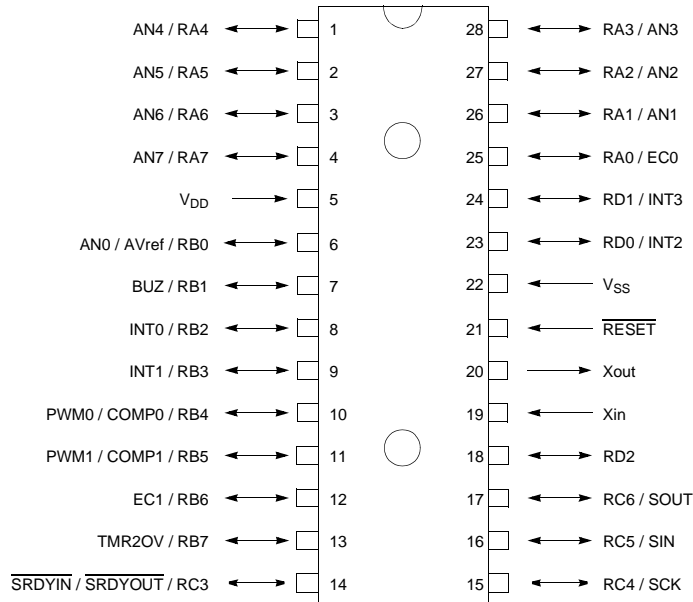 AN4 / RA4 1 28 RA3 / AN3
AN5 / RA5 2 27 RA2 / AN2
AN6 / RA6 3 26 RA1 / AN1
AN7 / RA7 4 25 RA0 / EC0
VDD 5 24 RD1 / INT3
AN0 / AVref / RB0 6 23 RD0 / INT2
BUZ / RB1 7 22 VSS
INT0 / RB2 8 21 RESET
INT1 / RB3 9 20 Xout
PWM0 / COMP0 / RB4 10 19 Xin
PWM1 / COMP1 / RB5 11 18 RD2
EC1 / RB6 12 17 RC6 / SOUT
TMR2OV / RB7 13 16 RC5 / SIN
SRDYIN / SRDYOUT / RC3 14 15 RC4 / SCK